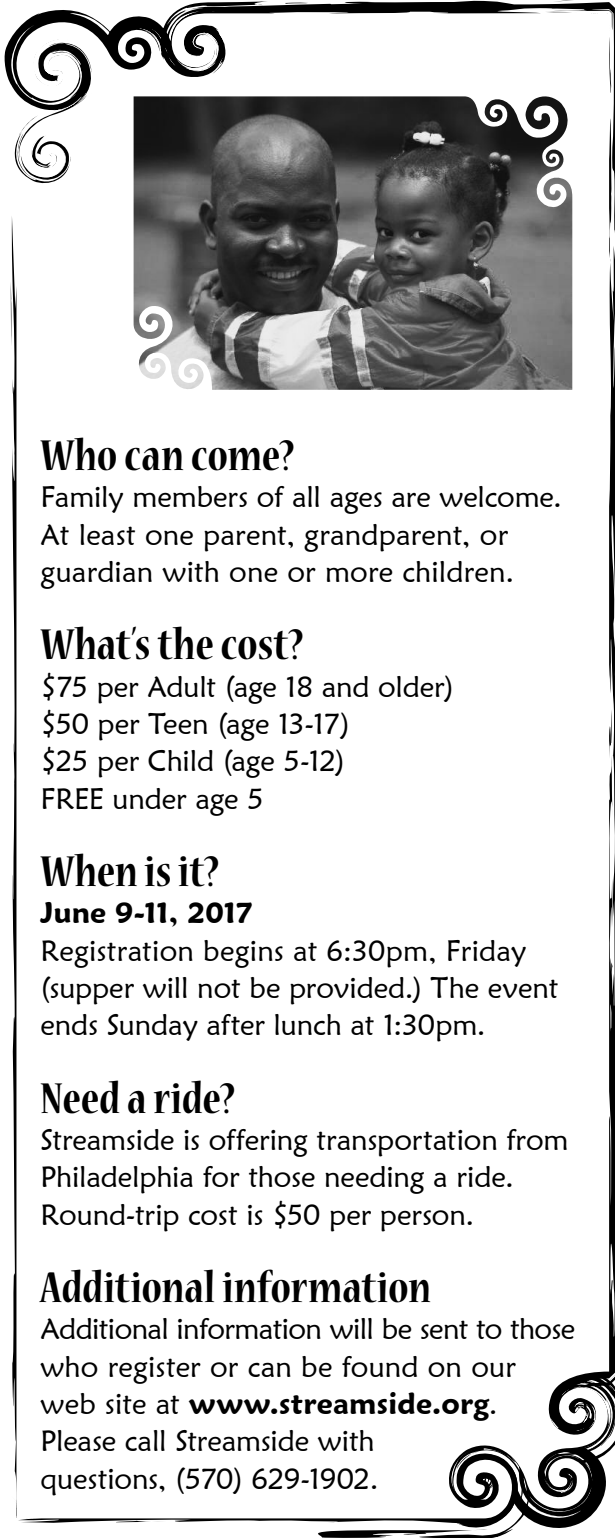 Who can come?
Family members of all ages are welcome.
At least one parent, grandparent, or
guardian with one or more children.
What's the cost?
$75 per Adult (age 18 and older)
$50 per Teen (age 13-17)
$25 per Child (age 5-12)
FREE under age 5
When is it?
June 9-11, 2017
Registration begins at 6:30pm, Friday
(supper will not be provided.) The event
ends Sunday after lunch at 1:30pm.
Need a ride?
Streamside is offering transportation from
Philadelphia for those needing a ride.
Round-trip cost is $50 per person.
Additional information
Additional information will be sent to those
who register or can be found on our
web site at www.streamside.org.
Please call Streamside with
questions, (570) 629-1902.